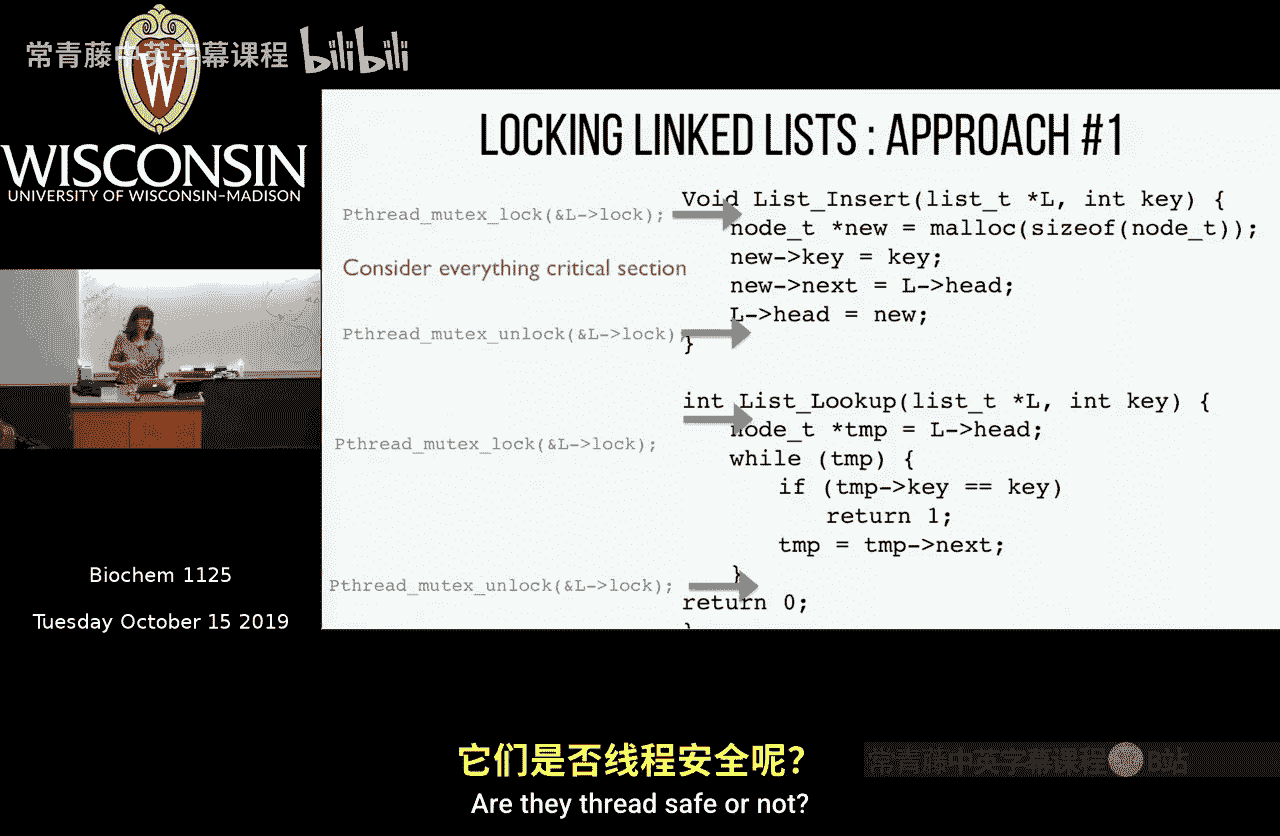 常青藤中英字幕课程 bilibili
W
WISCONSIN
UNIVERSITY OF WISCONSIN-MADISON
LOCKING LINKED LISTS : APPROACH #1
Pthread_mutex_lock(&L->lock);
Consider everything critical section
Pthread_mutex_unlock(&L->lock);
Void List_Insert(list_t *L, int key) {
node_t *new = malloc(sizeof(node_t));
new->key = key;
new->next = L->head;
L->head = new;
}
Pthread_mutex_lock(&L->lock);
Pthread_mutex_unlock(&L->lock);
int List_Lookup(list_t *L, int key) {
node_t *tmp = L->head;
while (tmp) {
if (tmp->key == key)
return 1;
tmp = tmp->next;
}
return 0;
}
Biochem 1125
Tuesday October 15 2019
它们是否线程安全呢?
Are they thread safe or not?
常青藤中英字幕课程 B站